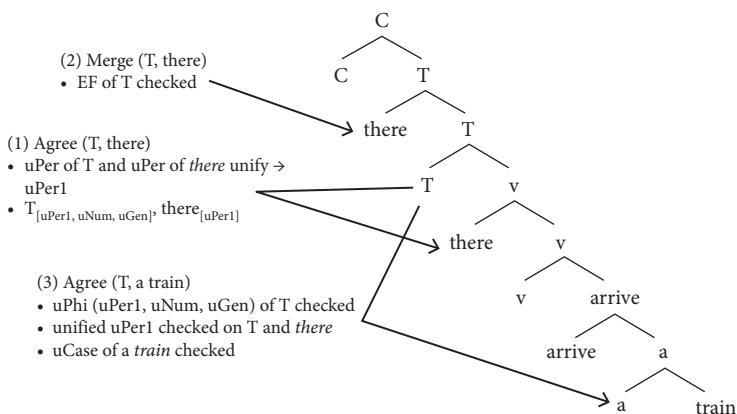 C
(2) Merge (T, there)
• EF of T checked
C T
there T
(1) Agree (T, there)
• uPer of T and uPer of there unify →
uPer1
• T[uPer1, uNum, uGen], there[uPer1]
T v
there v
(3) Agree (T, a train)
• uPhi (uPer1, uNum, uGen) of T checked
• unified uPer1 checked on T and there
• uCase of a train checked
v arrive
arrive a
a train